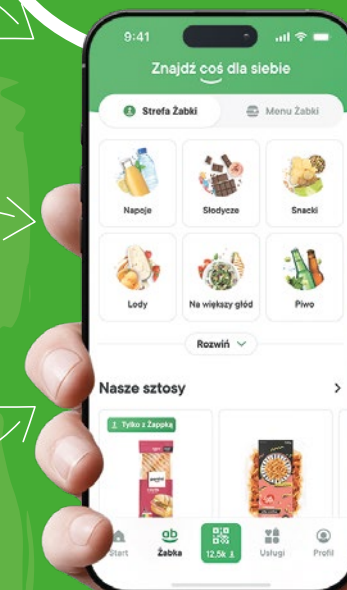 9:41
Znajdź coś dla siebie
Strefa Żabki
Menu Żabki
Napoje
Słodycze
Snacki
Lody
Na większy głód
Piwo
Rozwiń
Nasze sztosy
Tylko z Żappką
Start
Żabka
12,5k
Usługi
Profil